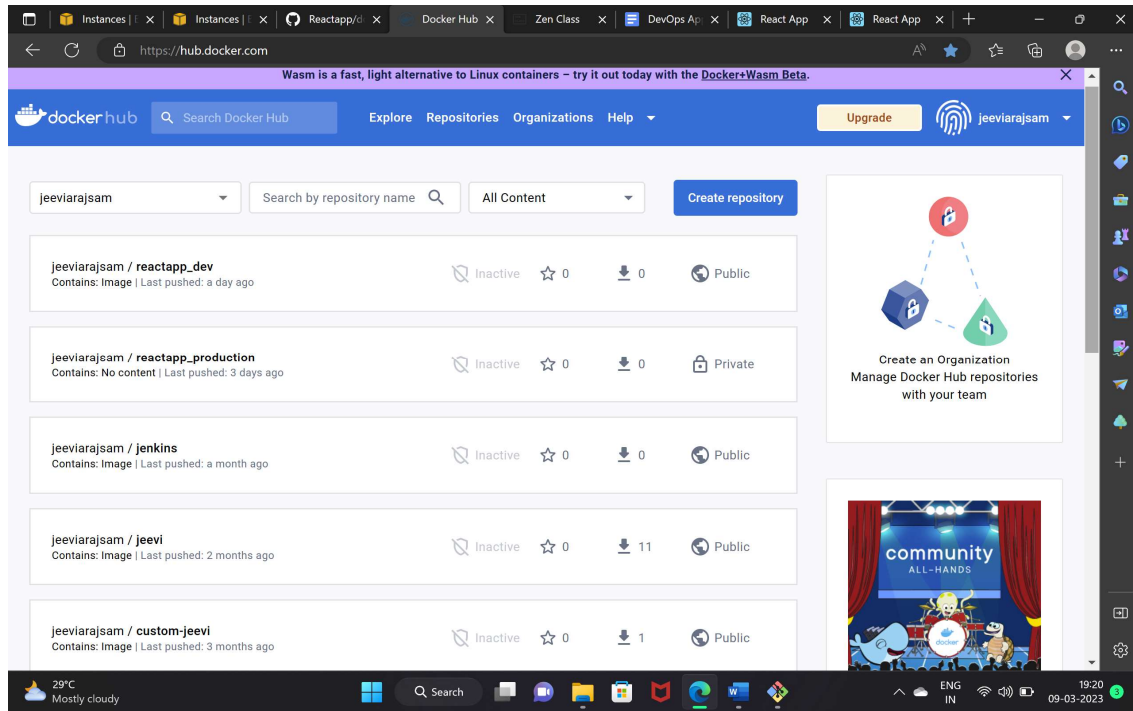 Instances | E
Instances | E
Reactapp/d
Docker Hub
Zen Class
DevOps Ap
React App
React App
https://hub.docker.com
Wasm is a fast, light alternative to Linux containers – try it out today with the Docker+Wasm Beta.
dockerhub
Search Docker Hub
Explore Repositories Organizations Help
Upgrade
jeeviarajsam
jeeviarajsam
Search by repository name
All Content
Create repository
jeeviarajsam / reactapp_dev
Contains: Image | Last pushed: a day ago
Inactive 0 0 Public
jeeviarajsam / reactapp_production
Contains: No content | Last pushed: 3 days ago
Inactive 0 0 Private
jeeviarajsam / jenkins
Contains: Image | Last pushed: a month ago
Inactive 0 0 Public
jeeviarajsam / jeevi
Contains: Image | Last pushed: 2 months ago
Inactive 0 11 Public
jeeviarajsam / custom-jeevi
Contains: Image | Last pushed: 3 months ago
Inactive 0 1 Public
Create an Organization
Manage Docker Hub repositories
with your team
community
ALL-HANDS
docker
29°C
Mostly cloudy
Search
ENG
IN
19:20
09-03-2023
3